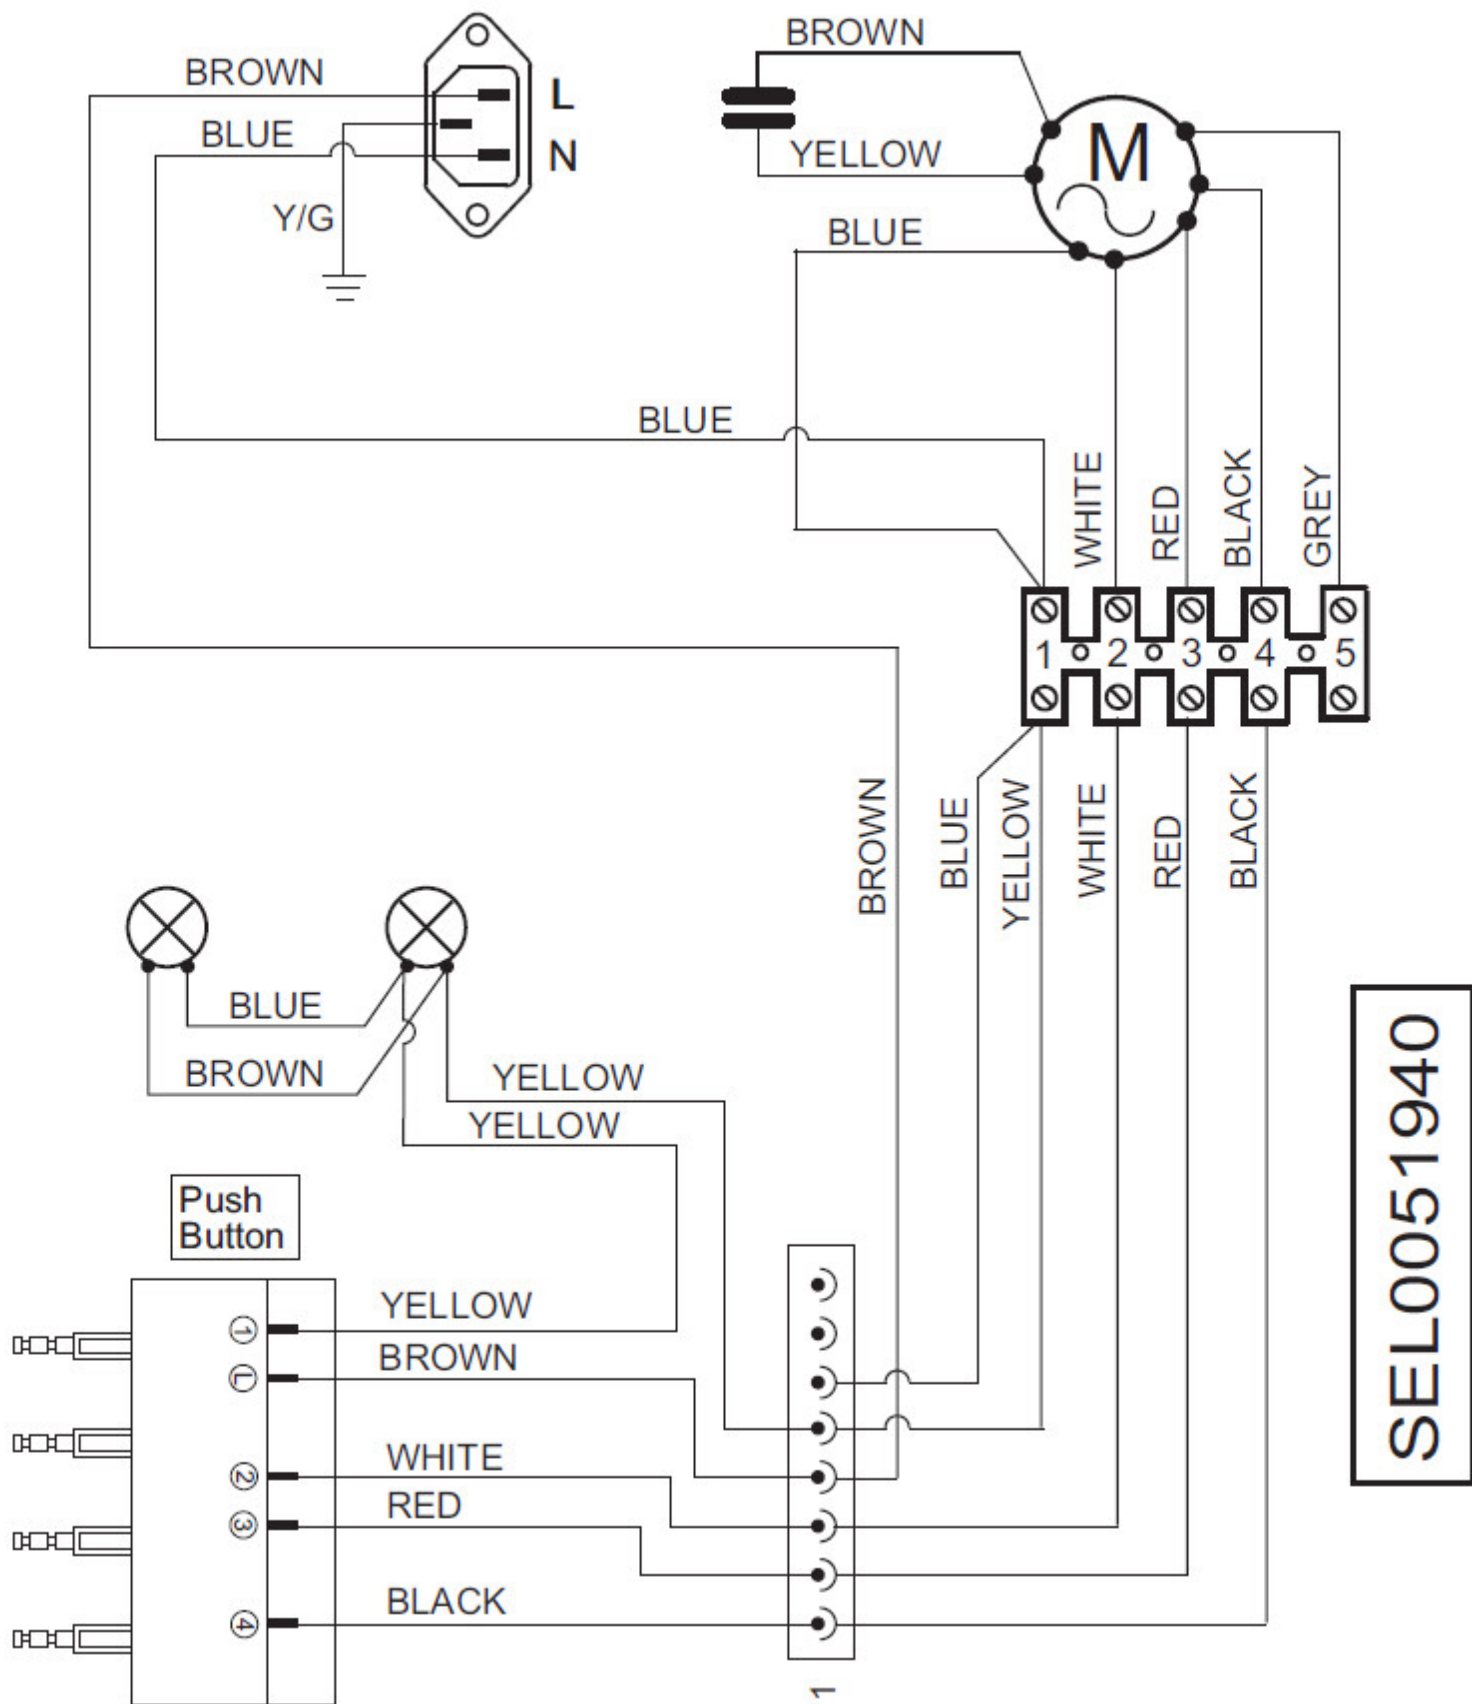 BROWN
BROWN
L
BLUE
N
M
YELLOW
Y/G
BLUE
BLUE
WHITE
RED
BLACK
GREY
1
2
3
4
5
BROWN
BLUE
YELLOW
WHITE
RED
BLACK
BLUE
BROWN
YELLOW
YELLOW
SEL0051940
Push
Button
1
YELLOW
L
BROWN
2
WHITE
3
RED
4
BLACK
1